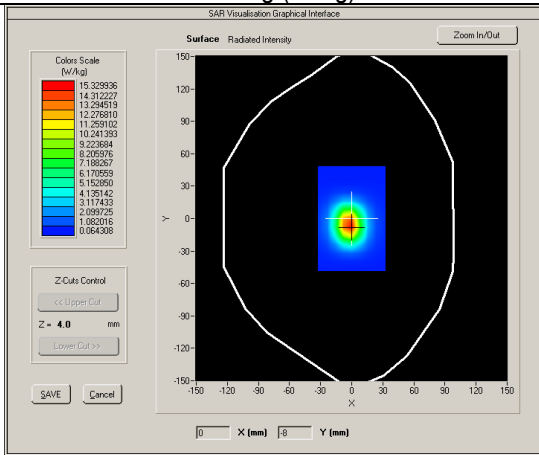 SAR Visualisation Graphical Interface
Surface Radiated Intensity
Zoom In/Out
Colors Scale
(W/kg)
15.329936
14.312227
13.294519
12.276810
11.259102
10.241393
9.223684
8.205976
7.188267
6.170559
5.152850
4.135142
3.117433
2.099725
1.082016
0.064308
Z-Cuts Control
<< Upper Cut
Z = 4.0 mm
Lower Cut >>
SAVE
Cancel
150
120
90
60
30
0
-30
-60
-90
-120
-150
Y
-150 -120 -90 -60 -30 0 30 60 90 120 150
X
0 X (mm) -8 Y (mm)